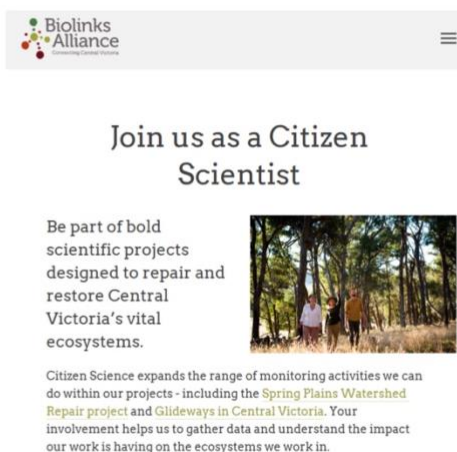 Biolinks
Alliance
Connecting Central Victoria
Join us as a Citizen
Scientist
Be part of bold
scientific projects
designed to repair and
restore Central
Victoria's vital
ecosystems.
Citizen Science expands the range of monitoring activities we can
do within our projects - including the Spring Plains Watershed
Repair project and Glideways in Central Victoria. Your
involvement helps us to gather data and understand the impact
our work is having on the ecosystems we work in.